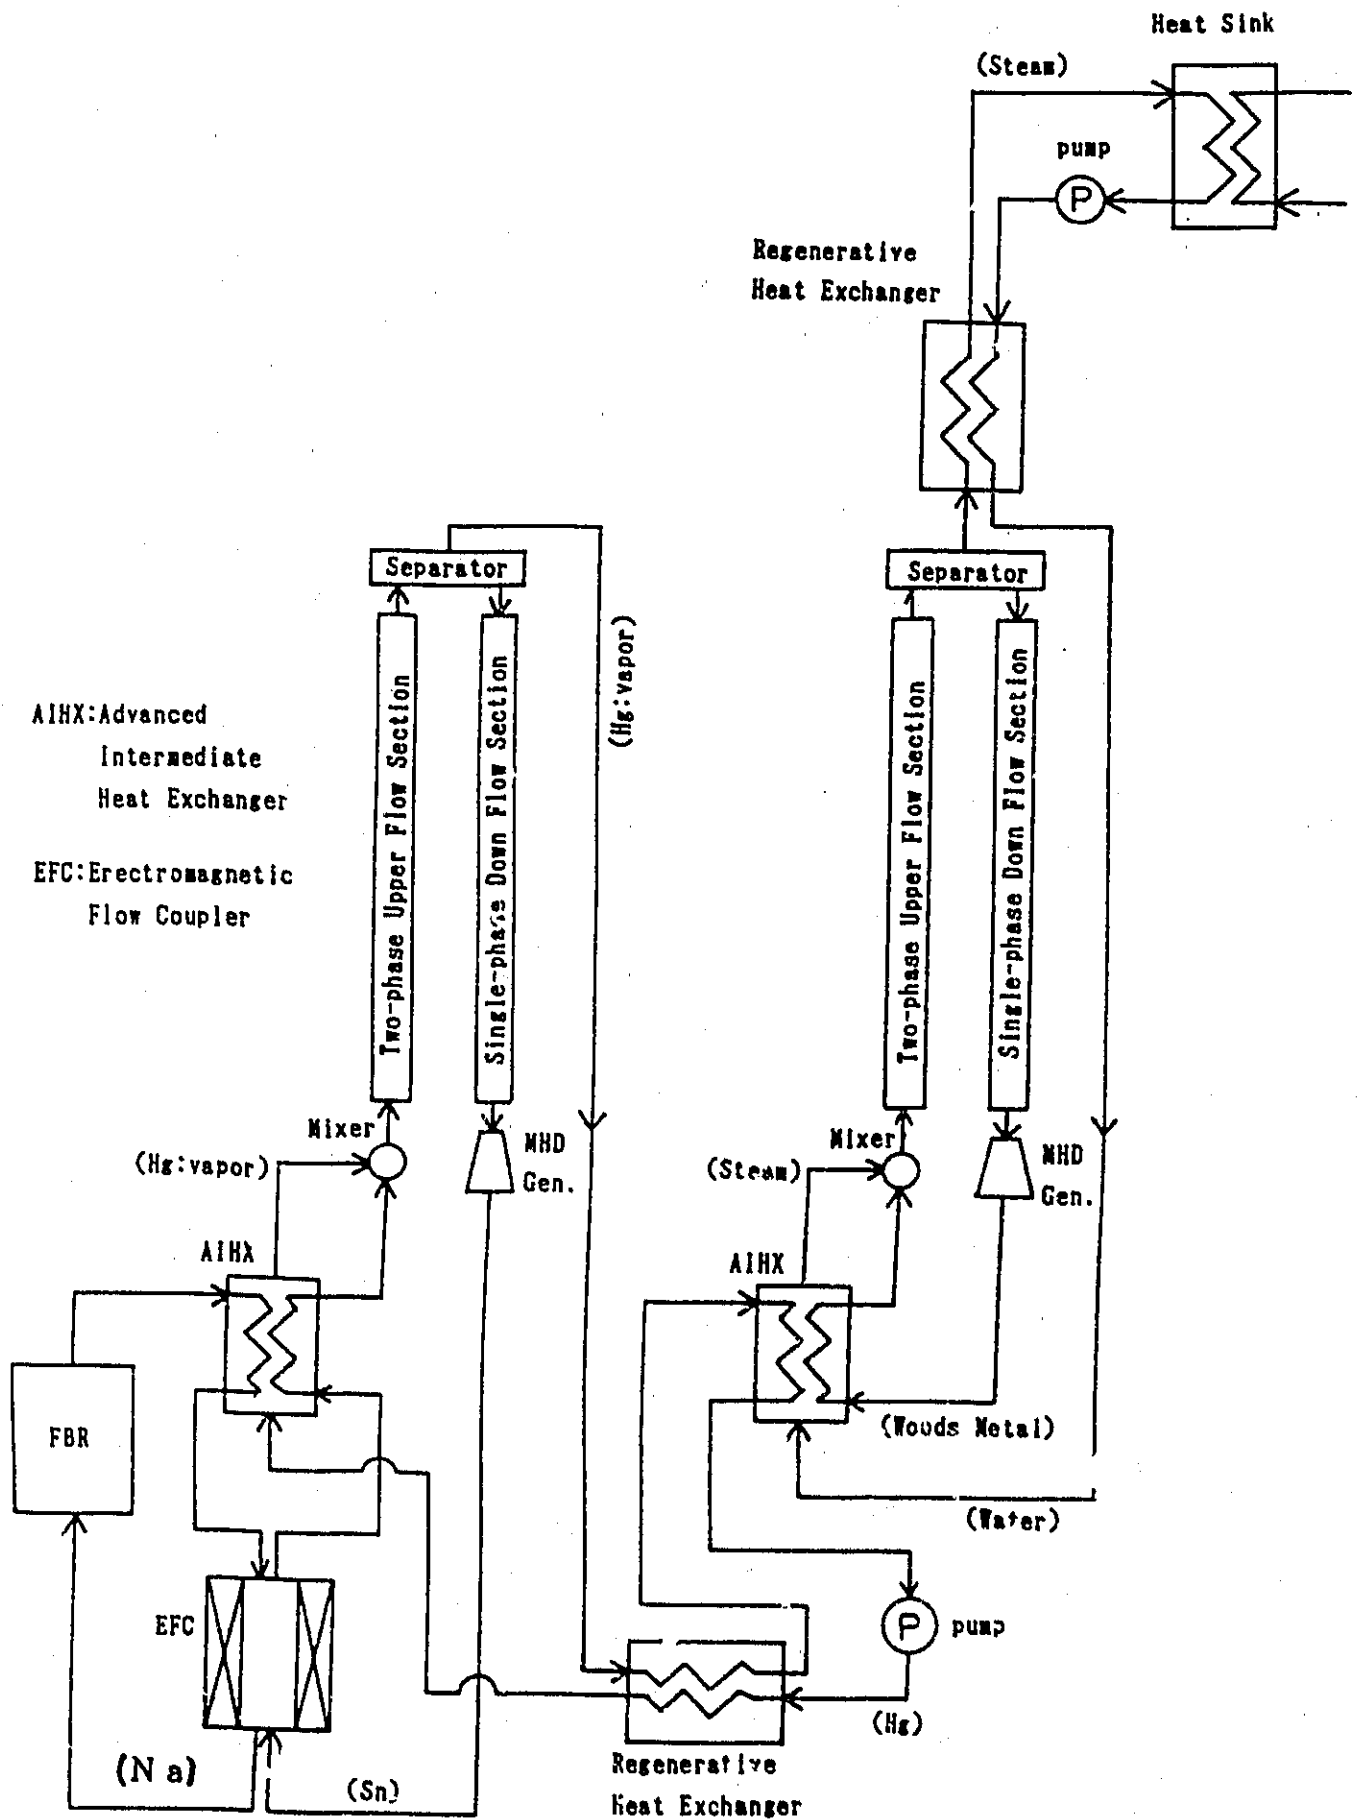 Heat Sink
(Steam)
pump
P
Regenerative
Heat Exchanger
Separator
Separator
Two-phase Upper Flow Section
Single-phase Down Flow Section
(Hg:vapor)
Two-phase Upper Flow Section
Single-phase Down Flow Section
AIHX:Advanced
Intermediate
Heat Exchanger
EFC:Erectromagnetic
Flow Coupler
Mixer
(Hg:vapor)
MHD
Gen.
Mixer
(Steam)
MHD
Gen.
AIHX
AIHX
FBR
(Woods Metal)
(Water)
EFC
P
pump
(Hg)
(Na)
(Sn)
Regenerative
Heat Exchanger